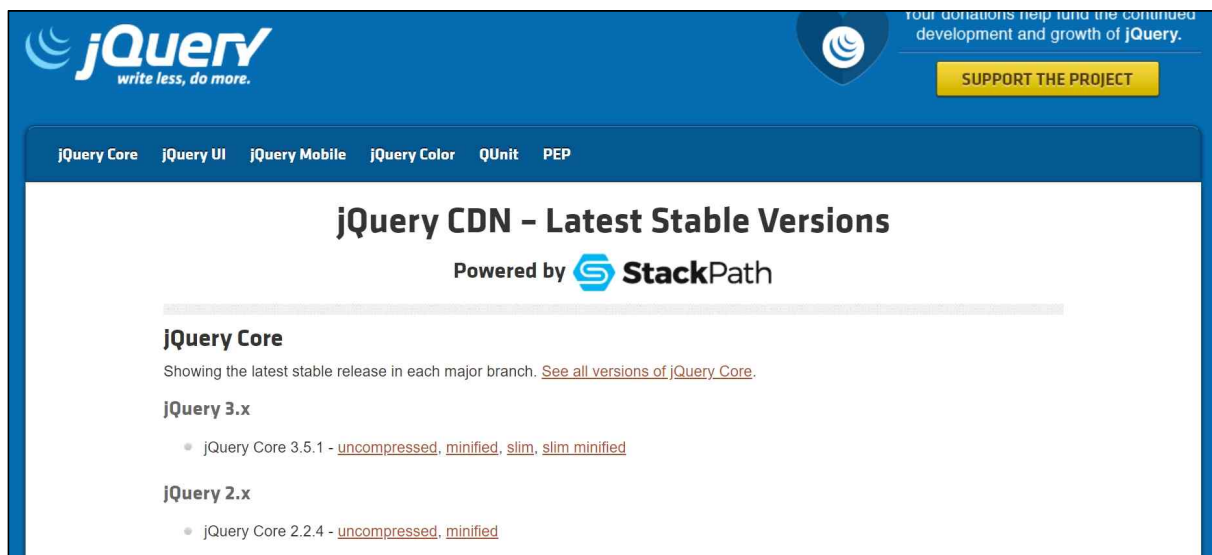 jQuery
write less, do more.
Your donations help fund the continued
development and growth of jQuery.
SUPPORT THE PROJECT
jQuery Core jQuery UI jQuery Mobile jQuery Color QUnit PEP
jQuery CDN – Latest Stable Versions
Powered by StackPath
jQuery Core
Showing the latest stable release in each major branch. See all versions of jQuery Core.
jQuery 3.x
jQuery Core 3.5.1 - uncompressed, minified, slim, slim minified
jQuery 2.x
jQuery Core 2.2.4 - uncompressed, minified